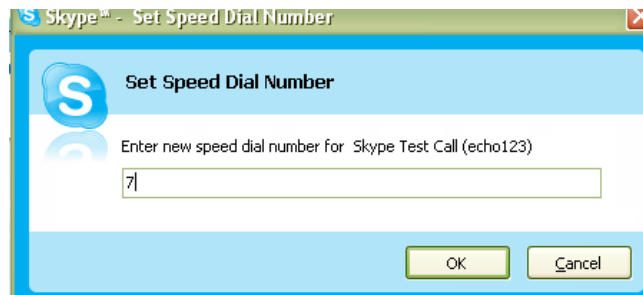 Skype™ - Set Speed Dial Number
Set Speed Dial Number
Enter new speed dial number for Skype Test Call (echo123)
7
OK
Cancel